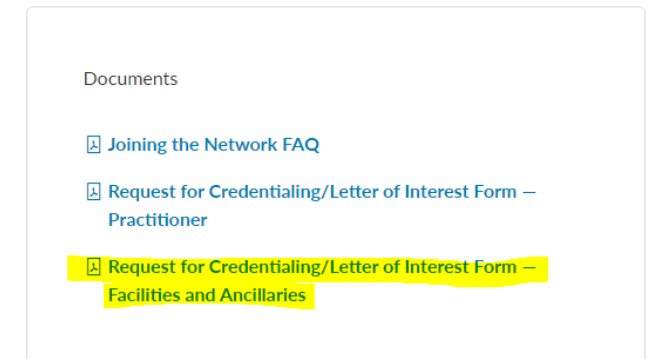 Documents
Joining the Network FAQ
Request for Credentialing/Letter of Interest Form —
Practitioner
Request for Credentialing/Letter of Interest Form —
Facilities and Ancillaries